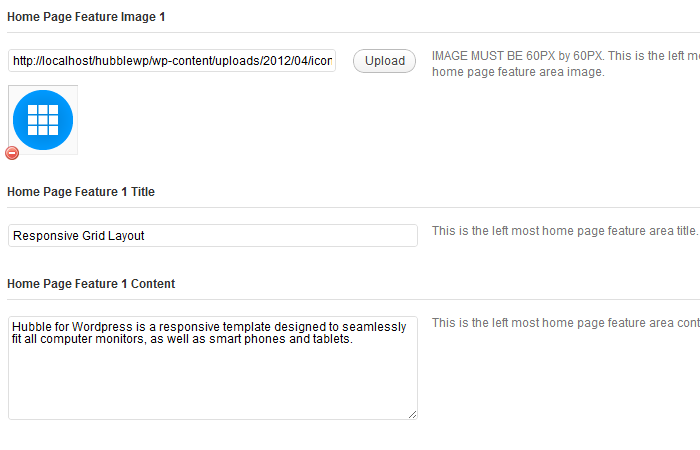 Home Page Feature Image 1
http://localhost/hubblewp/wp-content/uploads/2012/04/icon
Upload
IMAGE MUST BE 60PX by 60PX. This is the left
home page feature area image.
Home Page Feature 1 Title
Responsive Grid Layout
This is the left most home page feature area title.
Home Page Feature 1 Content
Hubble for Wordpress is a responsive template designed to seamlessly
fit all computer monitors, as well as smart phones and tablets.
This is the left most home page feature area